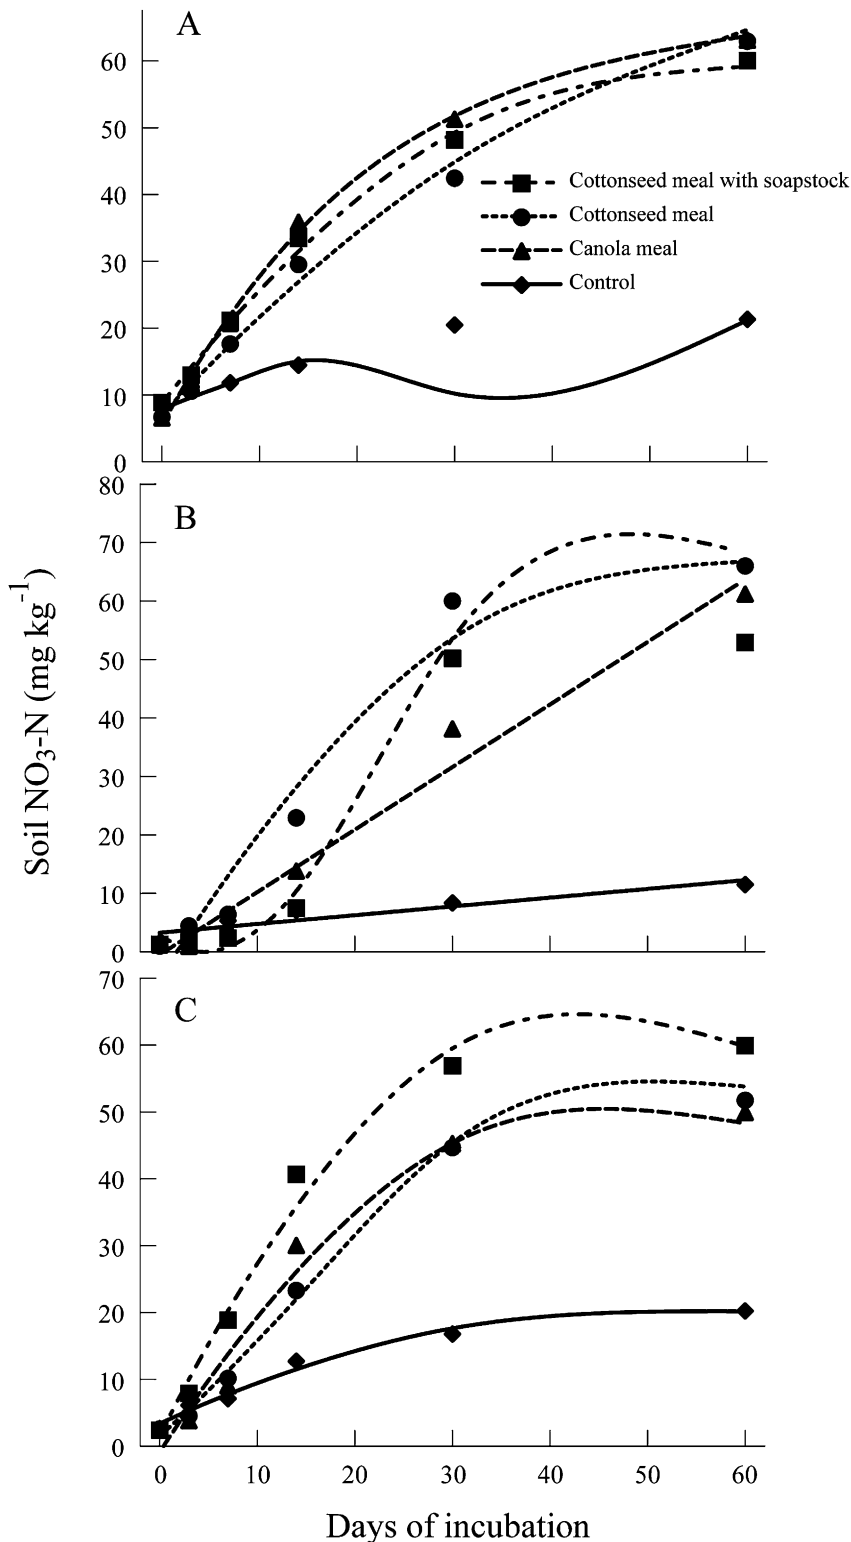 A
60
50
40
30
20
10
0
Cottonseed meal with soapstock
Cottonseed meal
Canola meal
Control
Soil NO₃-N (mg kg⁻¹)
B
80
70
60
50
40
30
20
10
0
C
70
60
50
40
30
20
10
0
0 10 20 30 40 50 60
Days of incubation